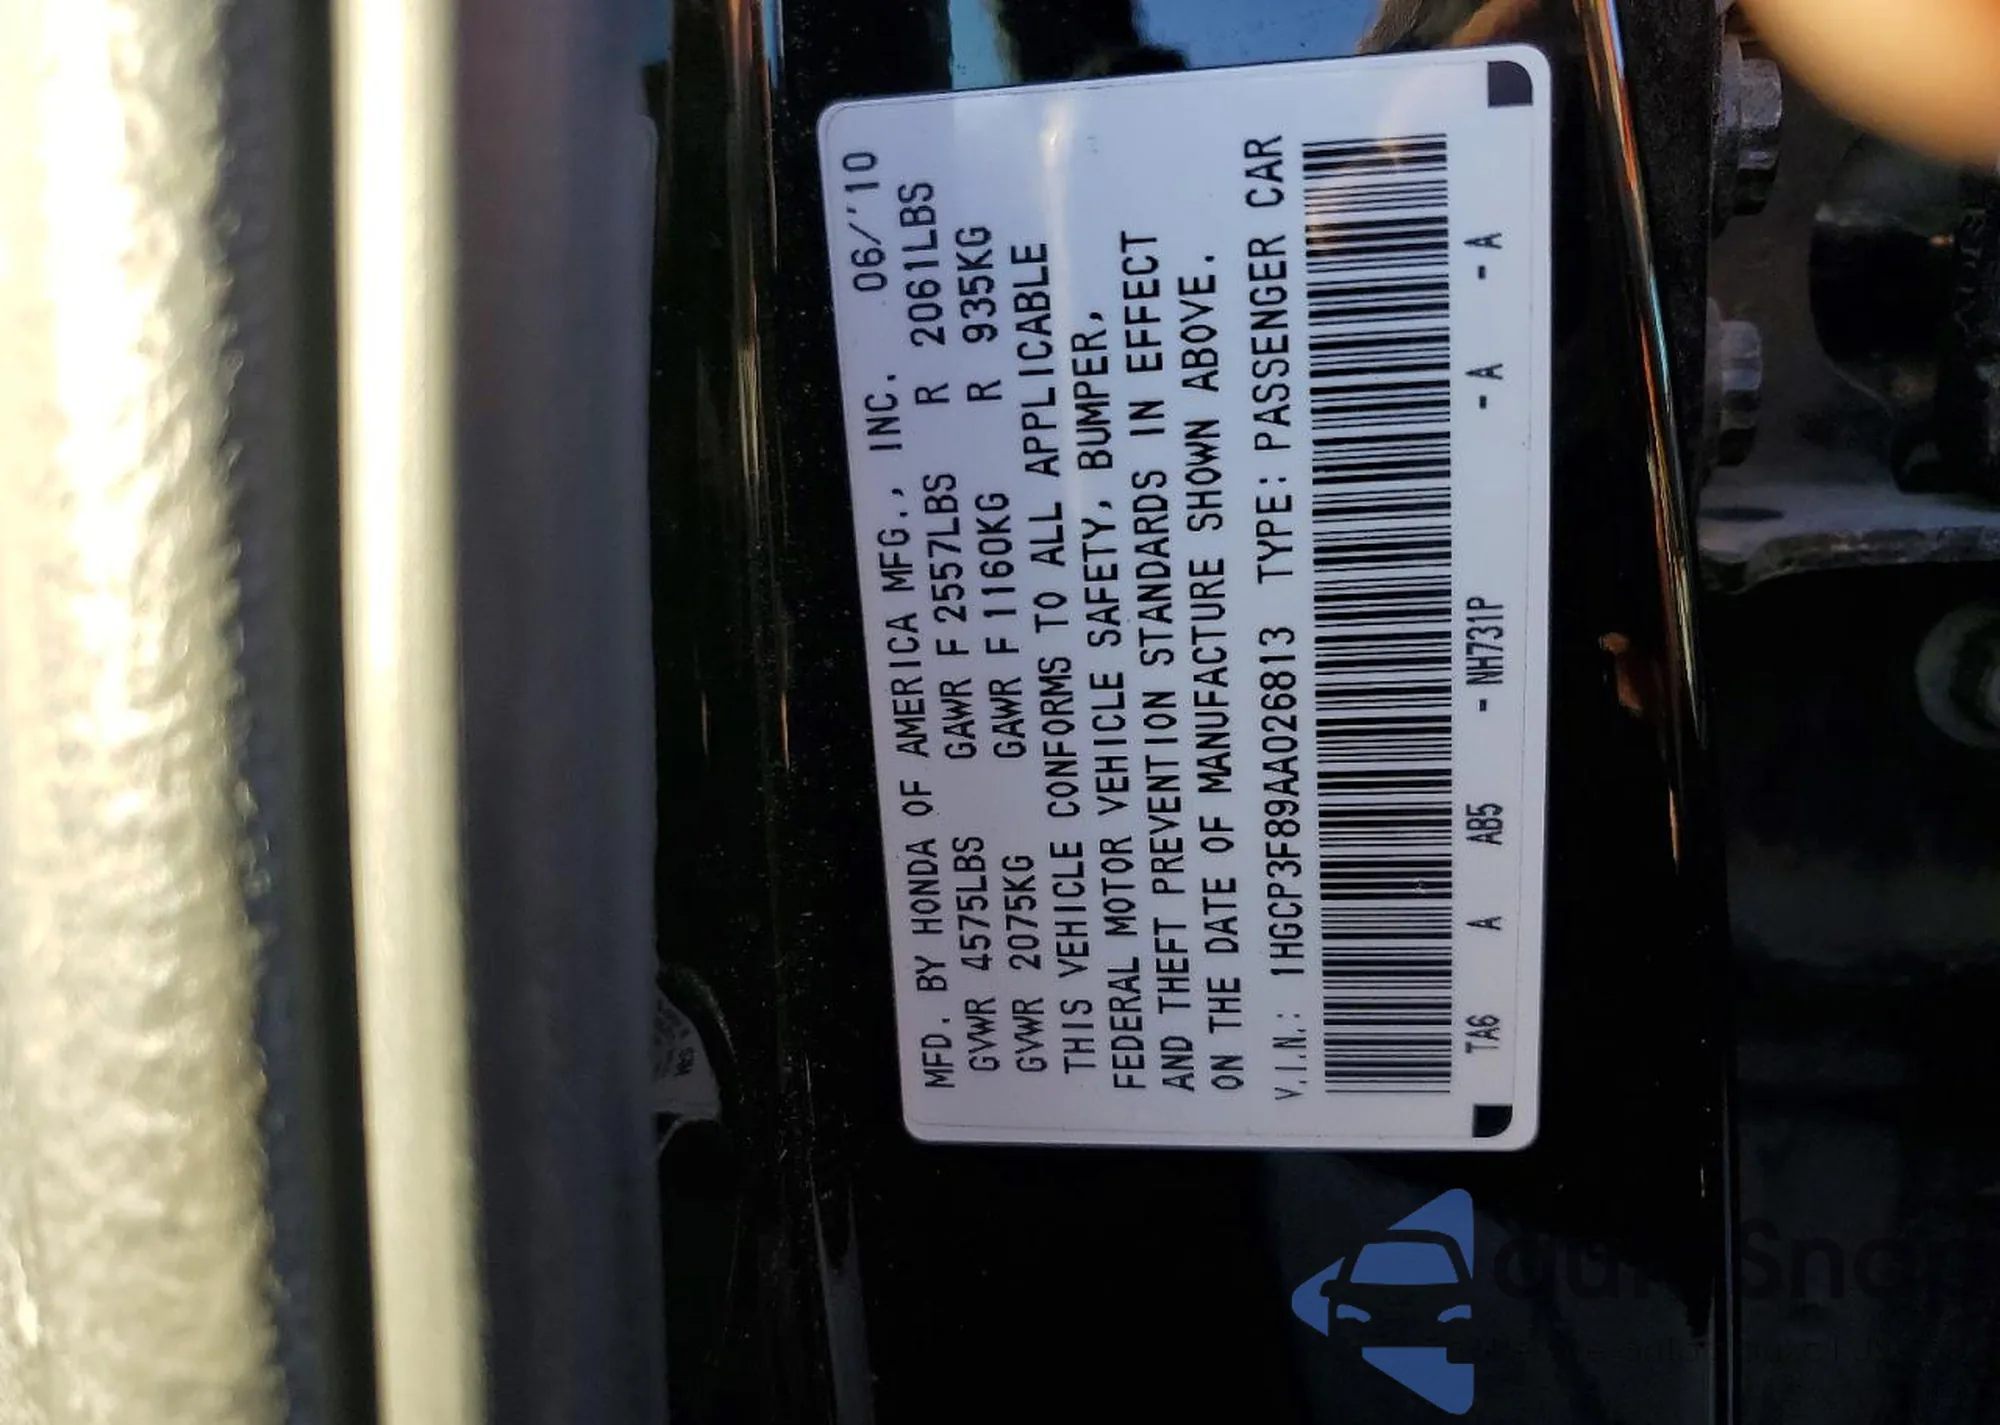 MFD. BY HONDA OF AMERICA MFG., INC. 06/'10
GVWR 4575LBS GAWR F 2557LBS R 2061LBS
GVWR 2075KG GAWR F 1160KG R 935KG
THIS VEHICLE CONFORMS TO ALL APPLICABLE
FEDERAL MOTOR VEHICLE SAFETY, BUMPER,
AND THEFT PREVENTION STANDARDS IN EFFECT
ON THE DATE OF MANUFACTURE SHOWN ABOVE.
V.I.N.: 1HGCP3F89AA026813 TYPE: PASSENGER CAR
TA6 A AB5 - NH731P - A - A